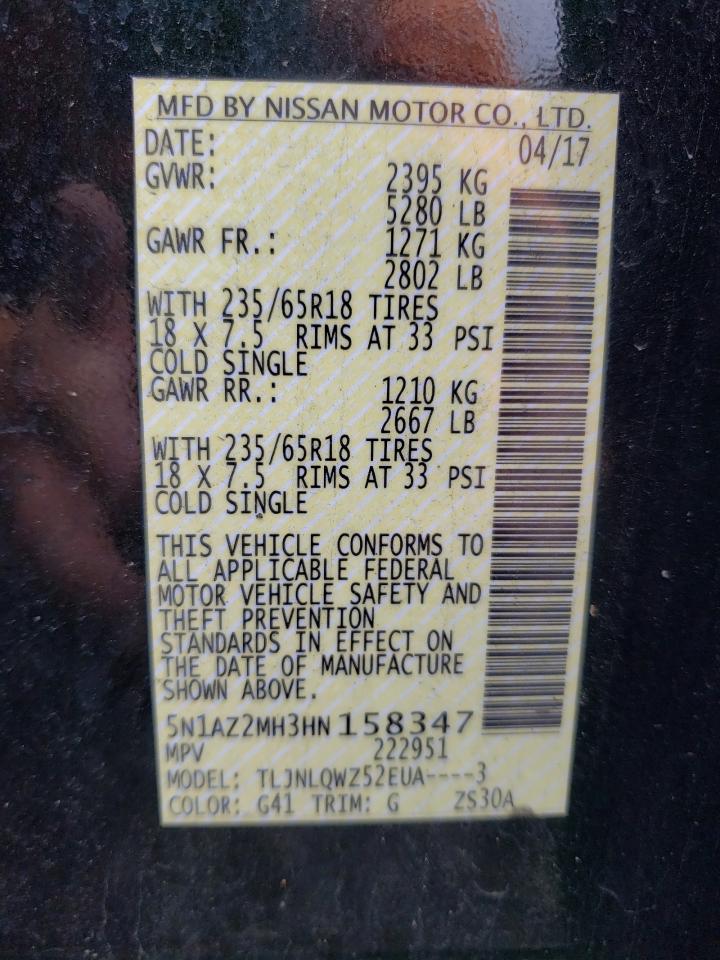 MFD BY NISSAN MOTOR CO., LTD.
DATE: 04/17
GVWR: 2395 KG
5280 LB
GAWR FR.: 1271 KG
2802 LB
WITH 235/65R18 TIRES
18 X 7.5 RIMS AT 33 PSI
COLD SINGLE
GAWR RR.: 1210 KG
2667 LB
WITH 235/65R18 TIRES
18 X 7.5 RIMS AT 33 PSI
COLD SINGLE
THIS VEHICLE CONFORMS TO
ALL APPLICABLE FEDERAL
MOTOR VEHICLE SAFETY AND
THEFT PREVENTION
STANDARDS IN EFFECT ON
THE DATE OF MANUFACTURE
SHOWN ABOVE.
5N1AZ2MH3HN158347
MPV 222951
MODEL: TLJNLQWZ52EUA----3
COLOR: G41 TRIM: G ZS30A